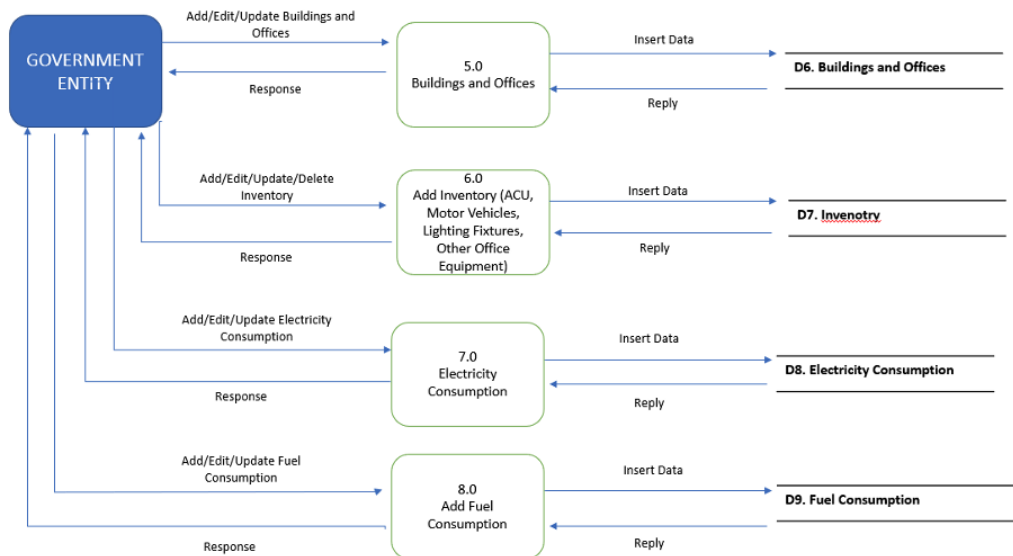 Add/Edit/Update Buildings and
Offices
Insert Data
GOVERNMENT
ENTITY
5.0
Buildings and Offices
D6. Buildings and Offices
Response
Reply
Add/Edit/Update/Delete
Inventory
6.0
Add Inventory (ACU,
Motor Vehicles,
Lighting Fixtures,
Other Office
Equipment)
Insert Data
D7. Invenotry
Response
Reply
Add/Edit/Update Electricity
Consumption
7.0
Electricity
Consumption
Insert Data
D8. Electricity Consumption
Response
Reply
Add/Edit/Update Fuel
Consumption
8.0
Add Fuel
Consumption
Insert Data
D9. Fuel Consumption
Response
Reply